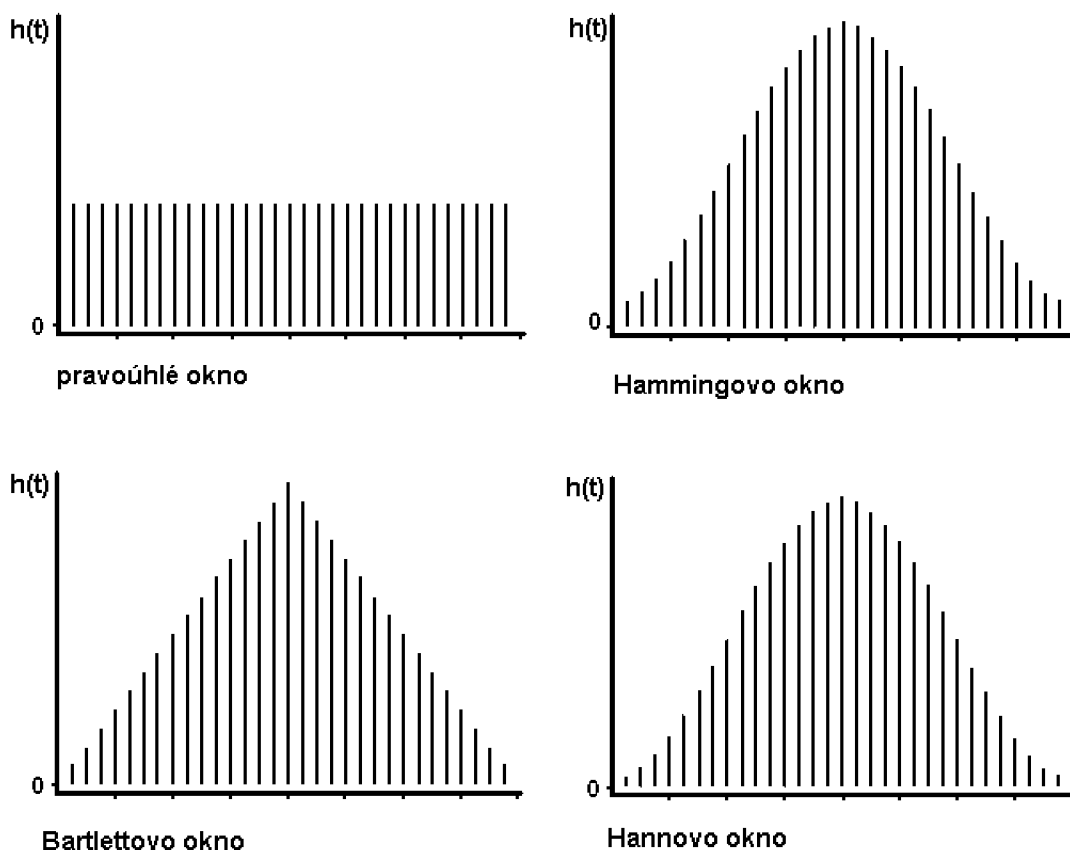 h(t)
0
pravoúhlé okno
h(t)
0
Hammingovo okno
h(t)
0
Bartlettovo okno
h(t)
0
Hannovo okno